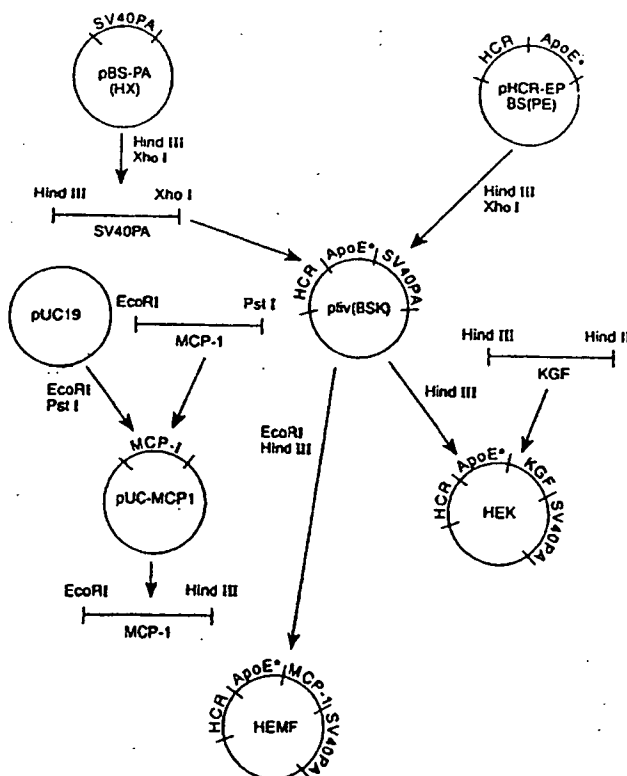 SV40PA
pBS-PA
(HX)
HCR ApoE*
pHCR-EP
BS(PE)
Hind III
Xho I
Hind III
Xho I
Hind III Xho I
SV40PA
HCR ApoE* SV40PA
pliv(BSK)
pUC19
EcoRI Pst I
MCP-1
EcoRI
Pst I
Hind III Hind II
KGF
Hind III
EcoRI
Hind III
MCP-I
pUC-MCP1
HCR ApoE* KGF SV40PA
HEK
EcoRI Hind III
MCP-1
HCR ApoE* MCP-1 SV40PA
HEMF